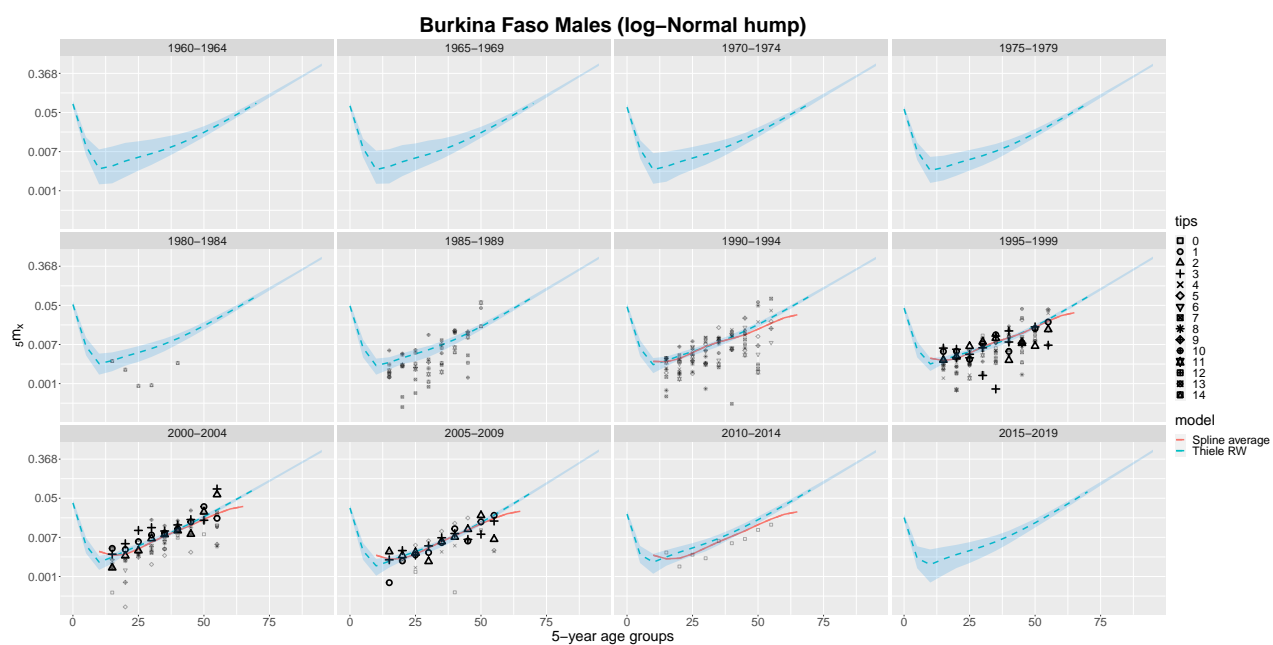 Burkina Faso Males (log−Normal hump)
1960−1964 1965−1969 1970−1974 1975−1979
0.368
0.05
0.007
0.001
1980−1984 1985−1989 1990−1994 1995−1999
0.368
0.05
0.007
0.001
2000−2004 2005−2009 2010−2014 2015−2019
0.368
0.05
0.007
0.001
0 25 50 75 0 25 50 75 0 25 50 75 0 25 50 75
5−year age groups
5mx
tips
0
1
2
3
4
5
6
7
8
9
10
11
12
13
14
model
Spline average
Thiele RW